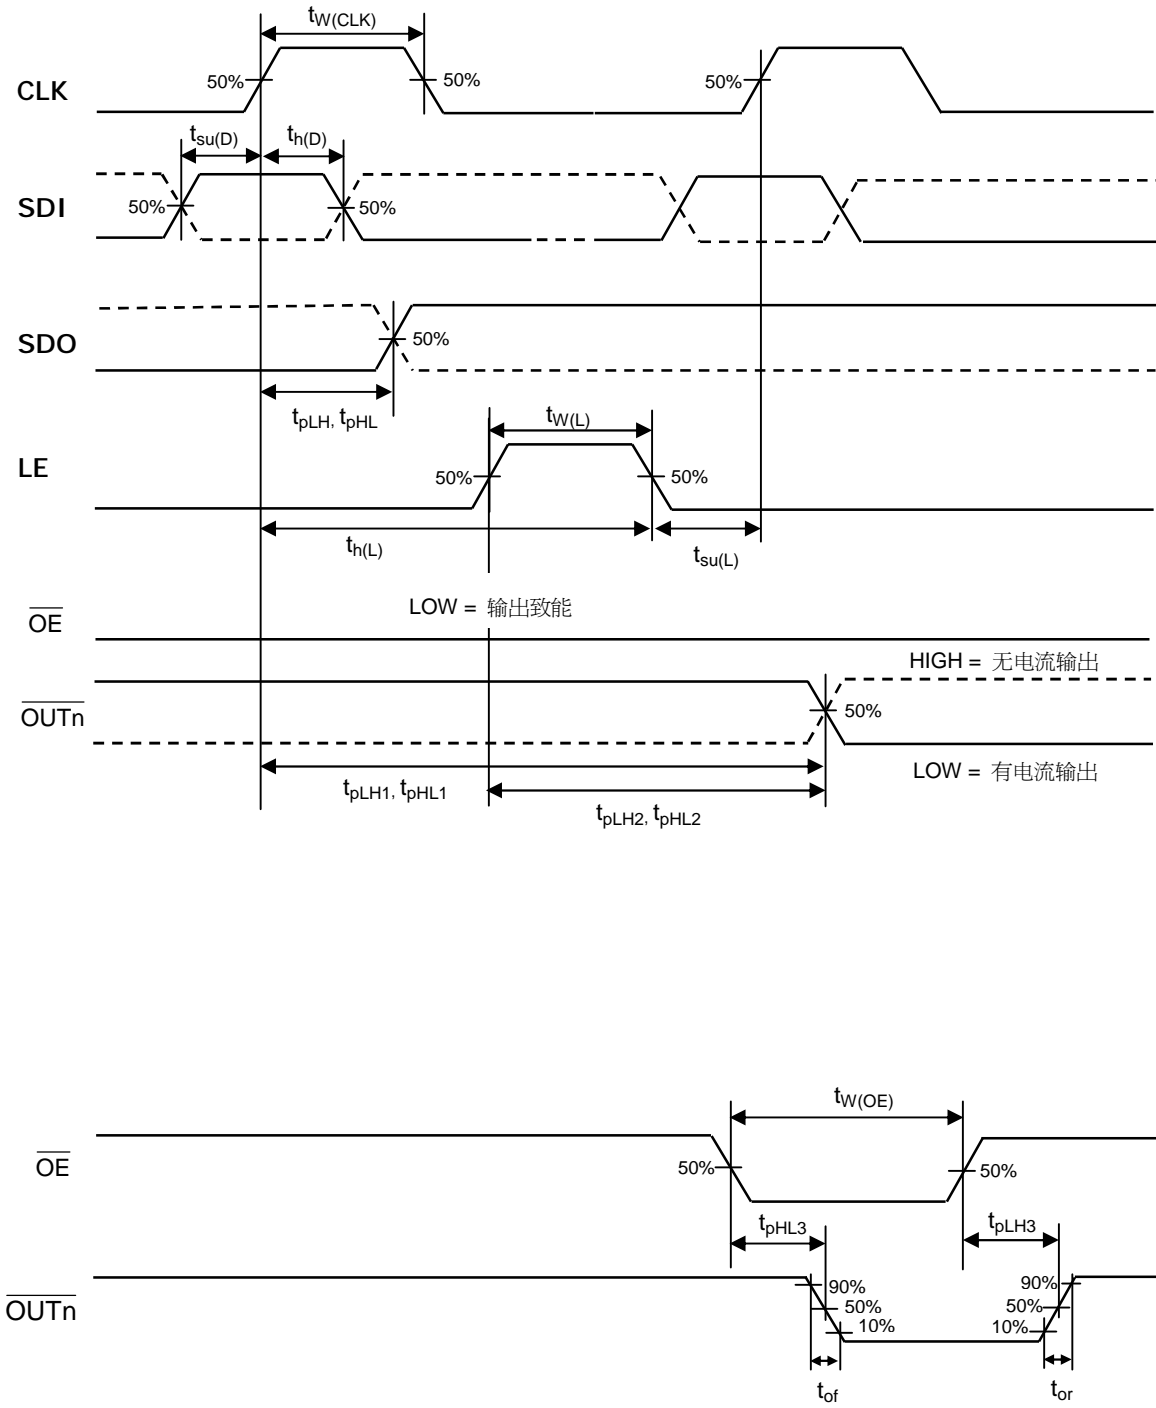 tW(CLK)
50%
50%
50%
CLK
tsu(D)
th(D)
50%
50%
SDI
50%
SDO
tpLH, tpHL
tW(L)
50%
50%
LE
th(L)
tsu(L)
LOW = 输出致能
OE
HIGH = 无电流输出
OUTn
50%
LOW = 有电流输出
tpLH1, tpHL1
tpLH2, tpHL2
tW(OE)
OE
50%
50%
tpHL3
tpLH3
90%
90%
OUTn
50%
50%
10%
10%
tof
tor